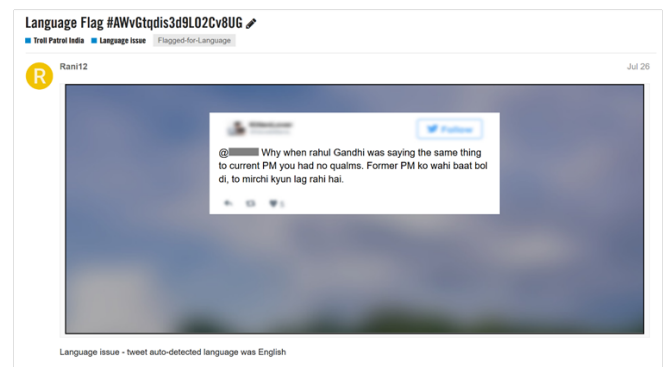 Language Flag #AWvGtqdis3d9LO2Cv8UG
Troll Patrol India Language issue Flagged-for-Language
R
Rani12
Jul 26
Follow
@ Why when rahul Gandhi was saying the same thing
to current PM you had no qualms. Former PM ko wahi baat bol
di, to mirchi kyun lag rahi hai.
Language issue - tweet auto-detected language was English